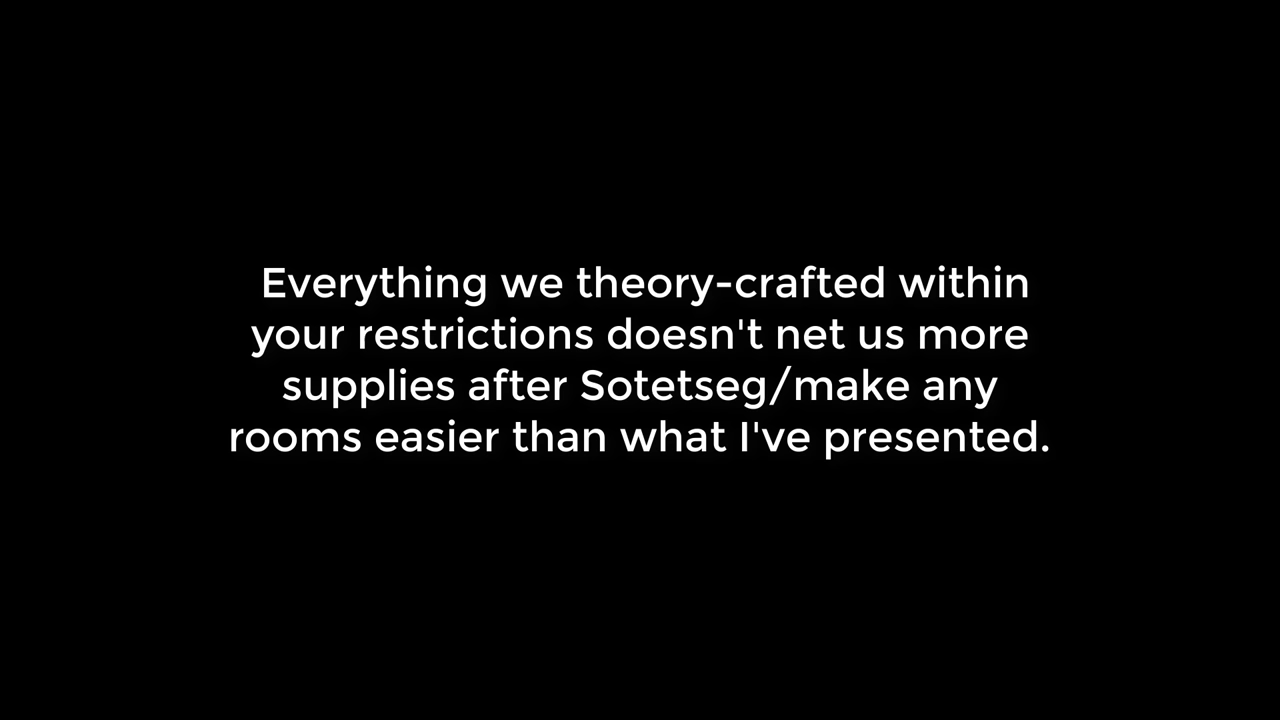 Everything we theory-crafted within
your restrictions doesn't net us more
supplies after Sotetseg/make any
rooms easier than what I've presented.